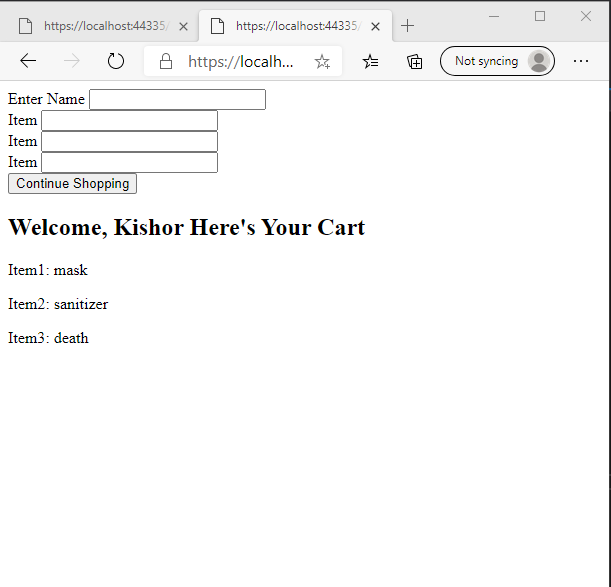 https://localhost:44335/ https://localhost:44335/
https://localh... Not syncing
Enter Name
Item
Item
Item
Continue Shopping
Welcome, Kishor Here's Your Cart
Item1: mask
Item2: sanitizer
Item3: death